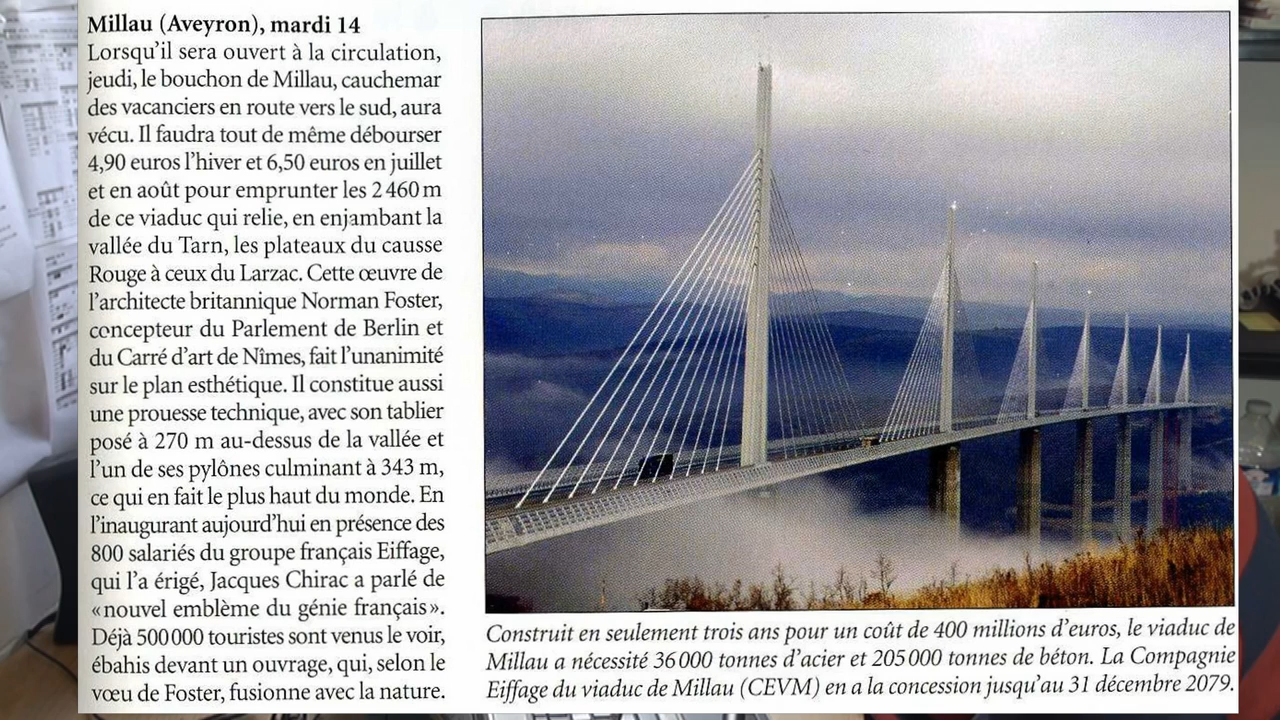 Millau (Aveyron), mardi 14
Lorsqu'il sera ouvert à la circulation,
jeudi, le bouchon de Millau, cauchemar
des vacanciers en route vers le sud, aura
vécu. Il faudra tout de même débourser
4,90 euros l'hiver et 6,50 euros en juillet
et en août pour emprunter les 2 460 m
de ce viaduc qui relie, en enjambant la
vallée du Tarn, les plateaux du causse
Rouge à ceux du Larzac. Cette œuvre de
l'architecte britannique Norman Foster,
concepteur du Parlement de Berlin et
du Carré d'art de Nîmes, fait l'unanimité
sur le plan esthétique. Il constitue aussi
une prouesse technique, avec son tablier
posé à 270 m au-dessus de la vallée et
l'un de ses pylônes culminant à 343 m,
ce qui en fait le plus haut du monde. En
l'inaugurant aujourd'hui en présence des
800 salariés du groupe français Eiffage,
qui l'a érigé, Jacques Chirac a parlé de
« nouvel emblème du génie français ».
Déjà 500 000 touristes sont venus le voir,
ébahis devant un ouvrage, qui, selon le
vœu de Foster, fusionne avec la nature.
Construit en seulement trois ans pour un coût de 400 millions d'euros, le viaduc de
Millau a nécessité 36 000 tonnes d'acier et 205 000 tonnes de béton. La Compagnie
Eiffage du viaduc de Millau (CEVM) en a la concession jusqu'au 31 décembre 2079.